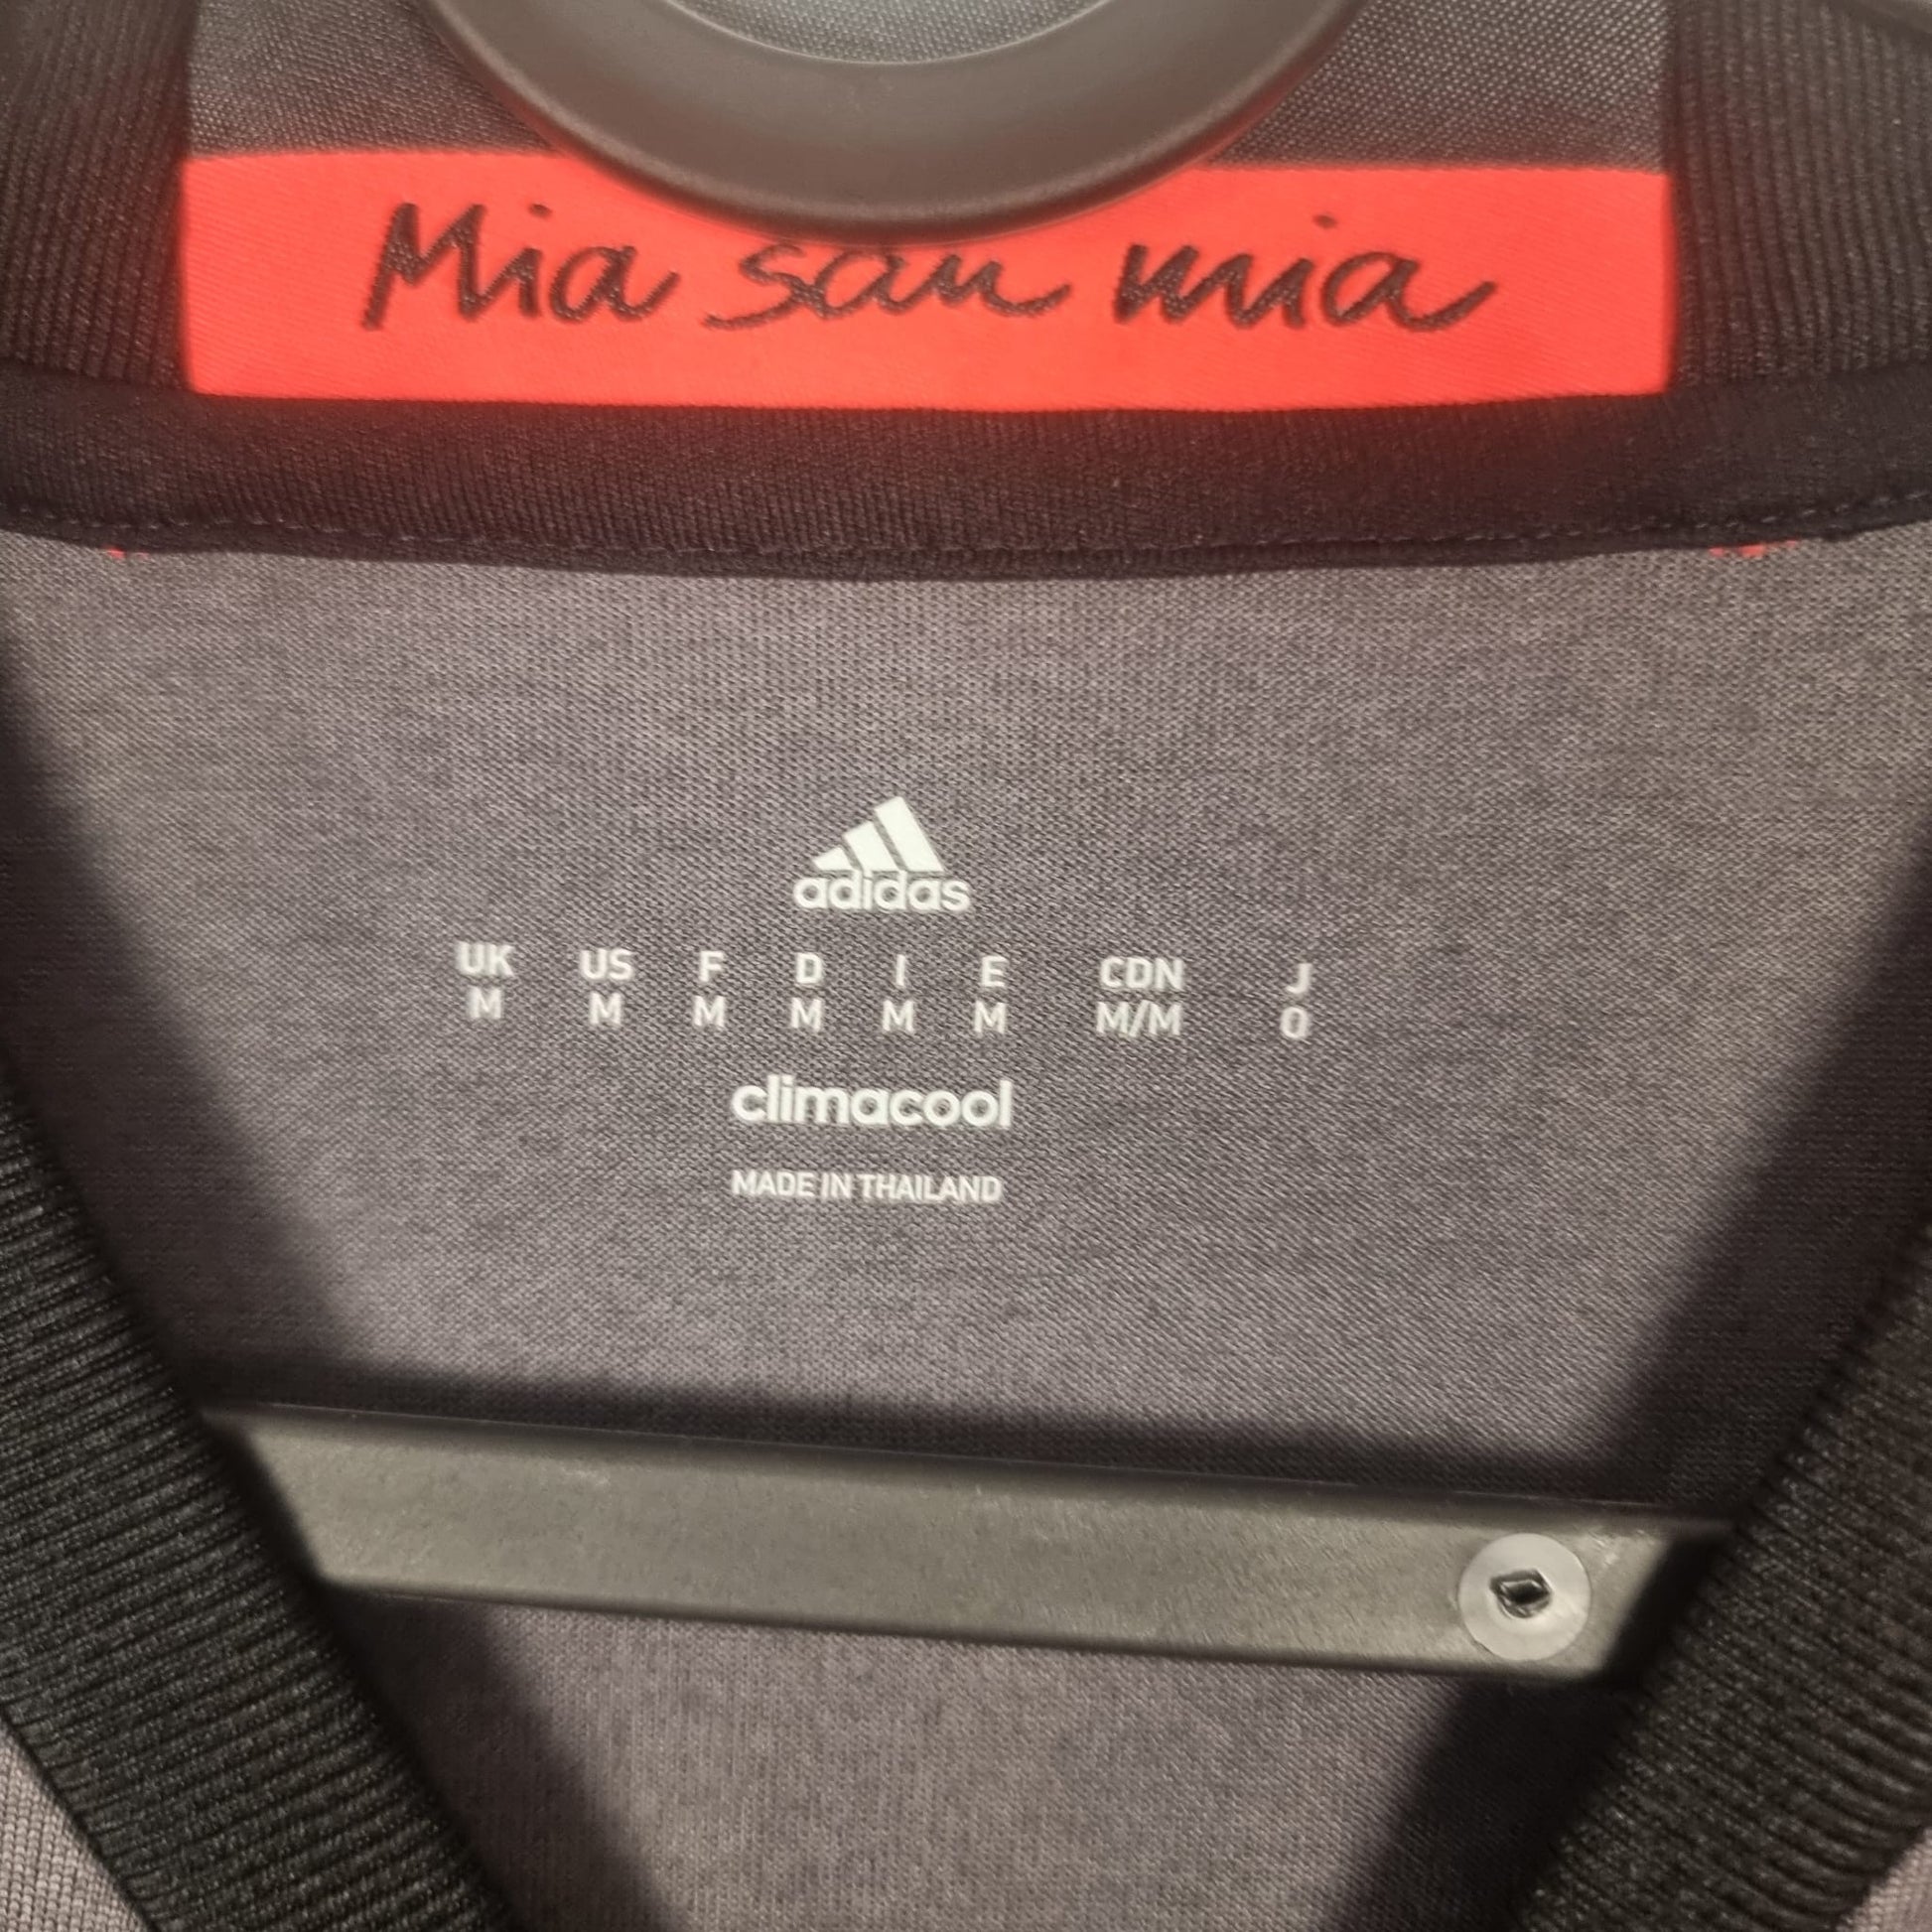 Mia san mia
adidas
UK US F D I E CDN J
M M M M M M M/M O
climacool
MADE IN THAILAND